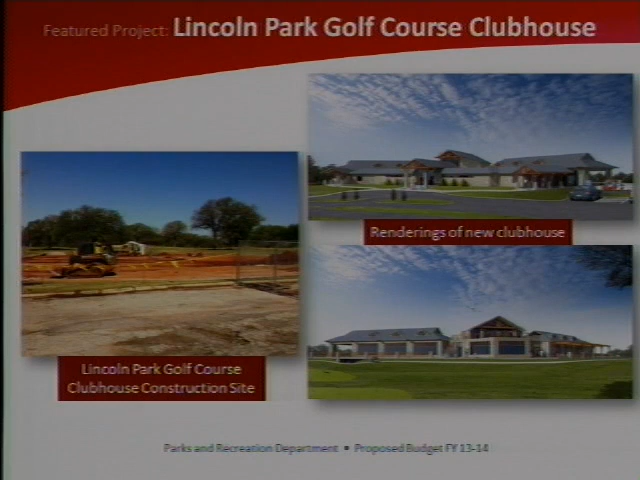 Featured Project: Lincoln Park Golf Course Clubhouse
Renderings of new clubhouse
Lincoln Park Golf Course
Clubhouse Construction Site
Parks and Recreation Department • Proposed Budget FY 13-14